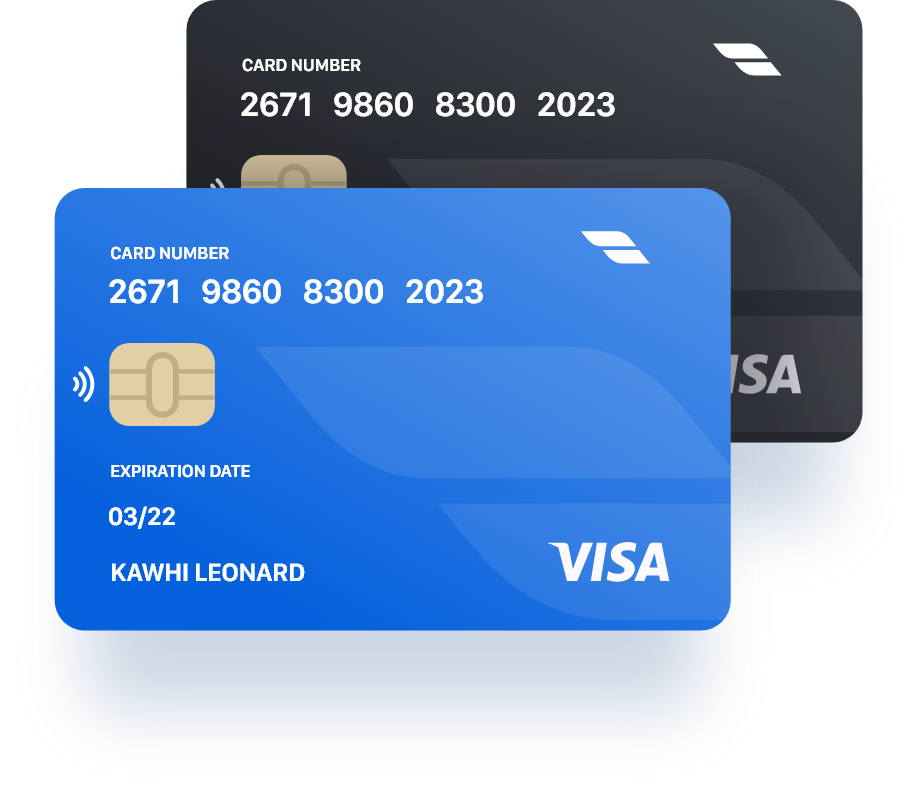 CARD NUMBER
2671 9860 8300 2023
CARD NUMBER
2671 9860 8300 2023
EXPIRATION DATE
03/22
KAWHI LEONARD
VISA
ISA